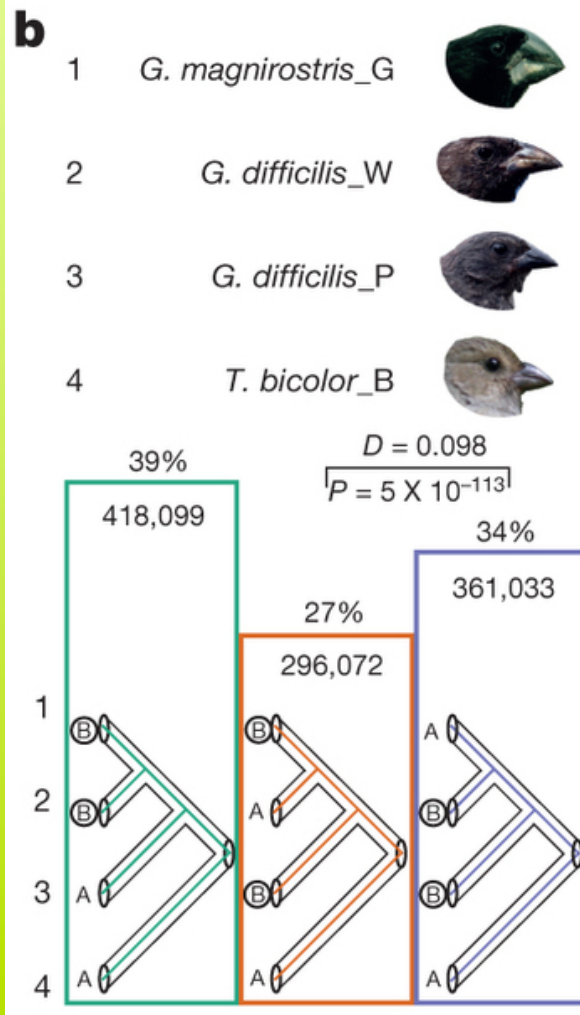 b
1 G. magnirostris_G
2 G. difficilis_W
3 G. difficilis_P
4 T. bicolor_B
D = 0.098
P = 5 X 10⁻¹¹³
39%
418,099
34%
361,033
27%
296,072
1
B B A
2
B A B
3
A B B
4
A A A